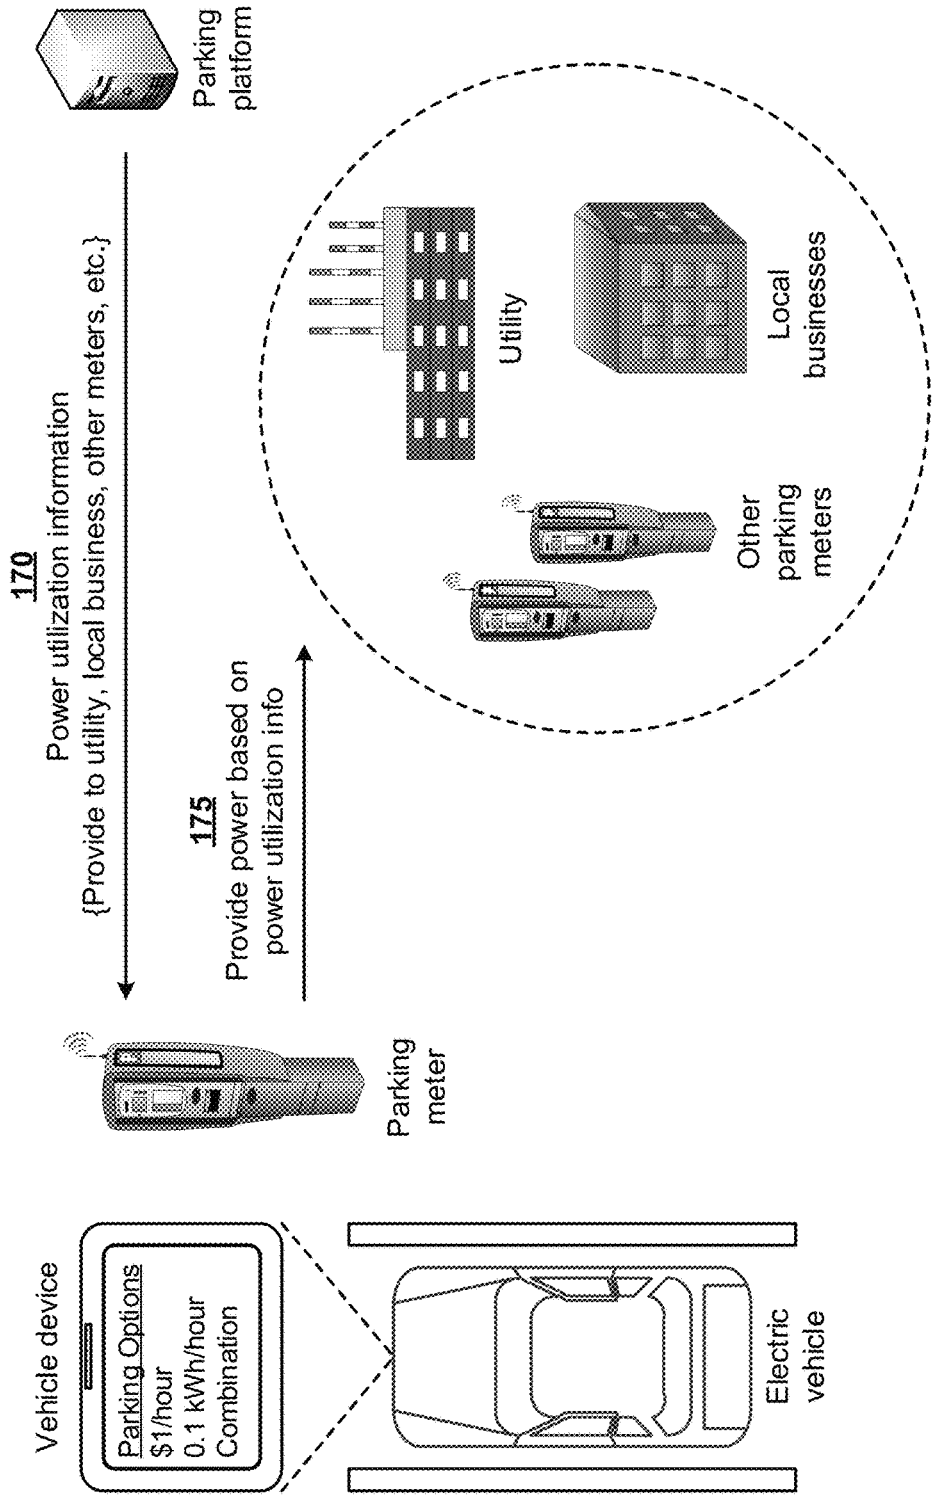 Vehicle device
Parking Options
$1/hour
0.1 kWh/hour
Combination
Electric
vehicle
Parking
meter
170
Power utilization information
{Provide to utility, local business, other meters, etc.}
175
Provide power based on
power utilization info
Parking
platform
Utility
Local
businesses
Other
parking
meters